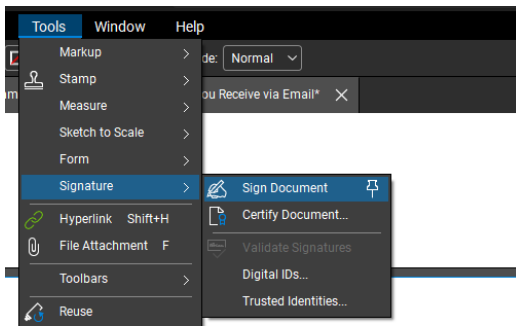 Tools Window Help
Markup
de: Normal
Stamp
ou Receive via Email*
Measure
Sketch to Scale
Form
Signature
Sign Document
Hyperlink Shift+H
Certify Document...
File Attachment F
Validate Signatures
Toolbars
Digital IDs...
Reuse
Trusted Identities...